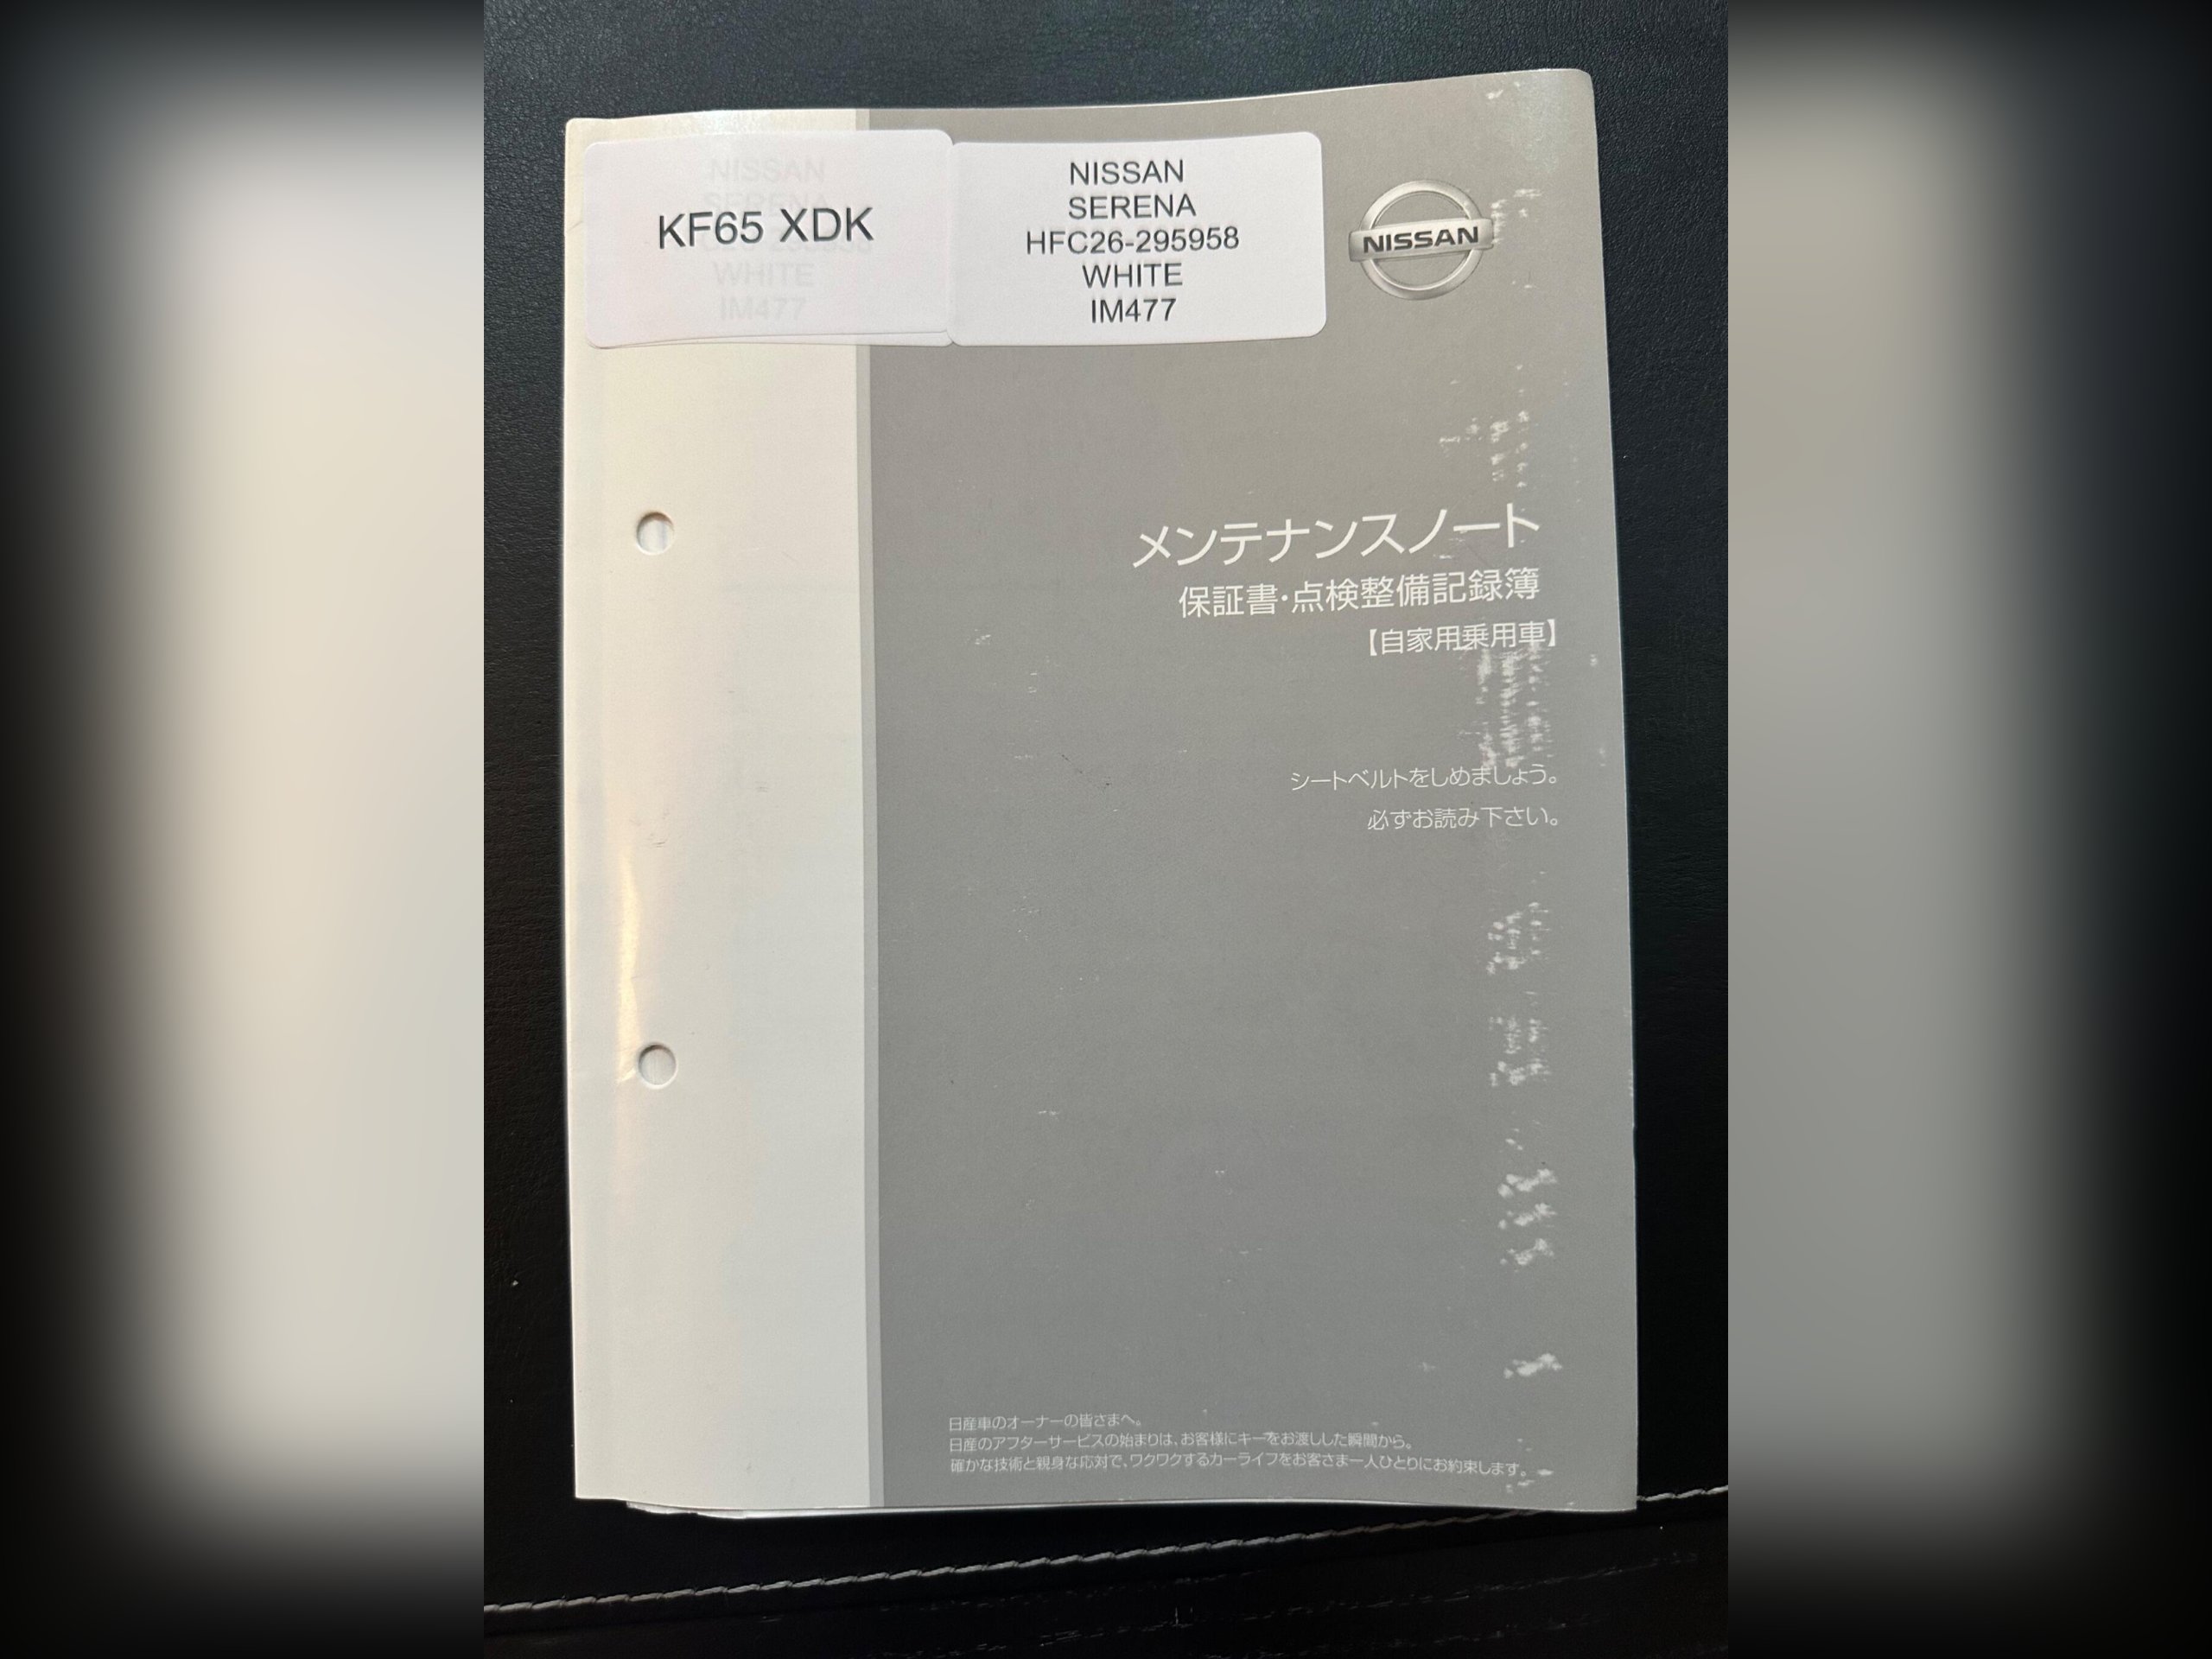 KF65 XDK
NISSAN
SERENA
HFC26-295958
WHITE
IM477
NISSAN
メンテナンスノート
保証書・点検整備記録簿
【自家用乗用車】
シートベルトをしめましょう。
必ずお読み下さい。
日産車のオーナーの皆さまへ。
日産のアフターサービスの始まりは、お客様にキーをお渡しした瞬間から。
確かな技術と親身な応対で、ワクワクするカーライフをお客さま一人ひとりにお約束します。